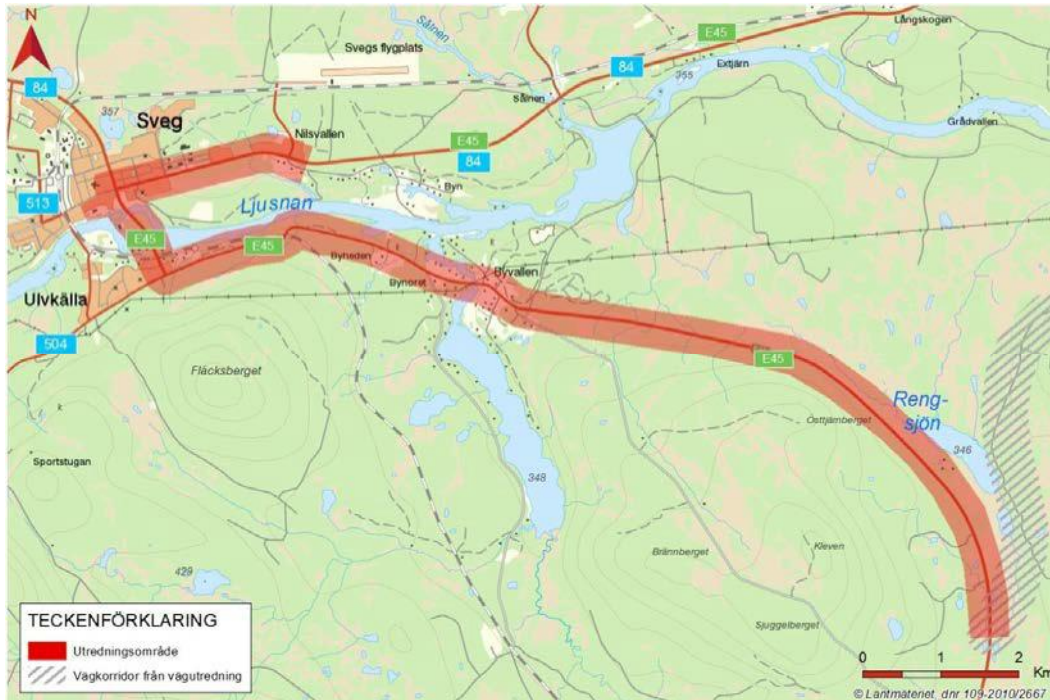 N
Sålnen
Långskogen
E45
Svegs flygplats
84
Extjärn
355
84
Sålnen
357
Sveg
Grådvallen
Nilsvallen
E45
84
Byn
513
Ljusnan
E45
E45
Byheden
Byvallen
Bynoret
Ulvkälla
504
E45
Fläcksberget
Reng-
sjön
Östtjärnberget
346
Sportstugan
348
Brännberget
Kleven
429
Sjuggelberget
TECKENFÖRKLARING
Utredningsområde
Vägkorridor från vägutredning
0 1 2
Km
© Lantmäteriet, dnr 109-2010/2667